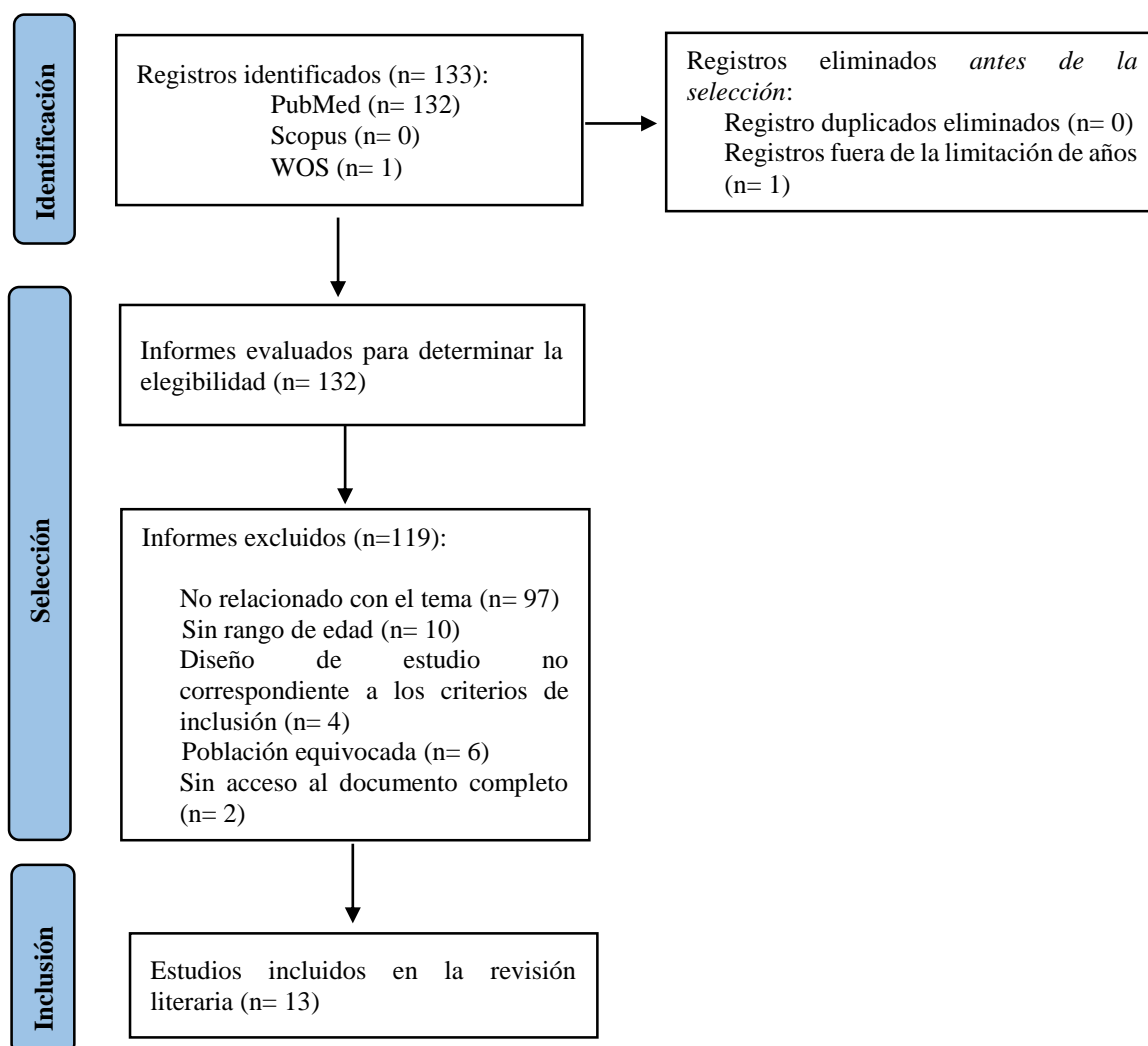 Identificación
Registros identificados (n= 133):
PubMed (n= 132)
Scopus (n= 0)
WOS (n= 1)
Registros eliminados antes de la
selección:
Registro duplicados eliminados (n= 0)
Registros fuera de la limitación de años
(n= 1)
Selección
Informes evaluados para determinar la
elegibilidad (n= 132)
Informes excluidos (n=119):
No relacionado con el tema (n= 97)
Sin rango de edad (n= 10)
Diseño de estudio no
correspondiente a los criterios de
inclusión (n= 4)
Población equivocada (n= 6)
Sin acceso al documento completo
(n= 2)
Inclusión
Estudios incluidos en la revisión
literaria (n= 13)